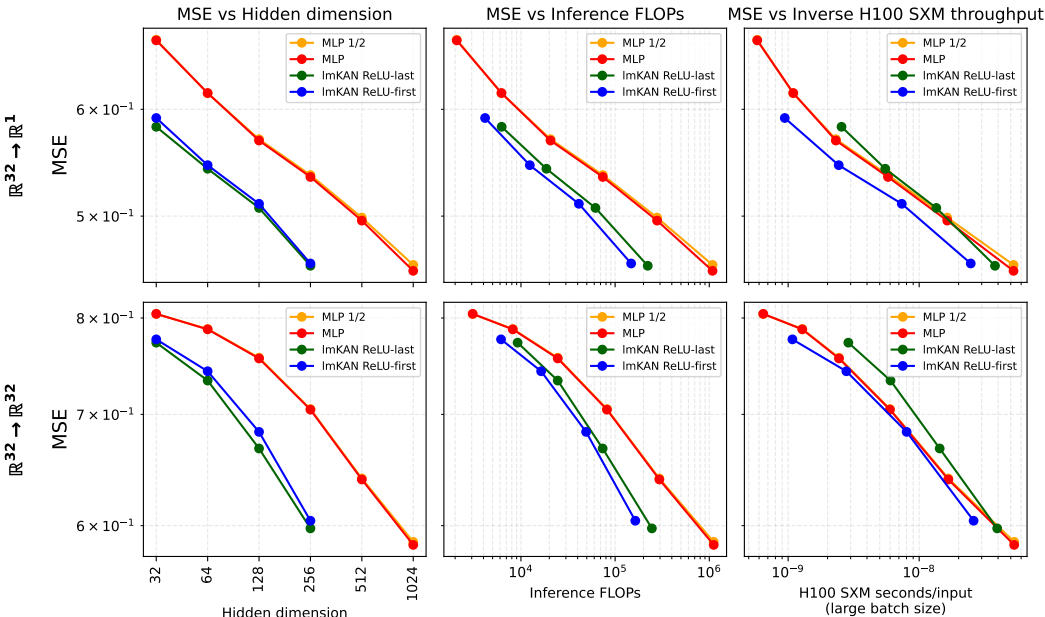 MSE vs Hidden dimension
MSE vs Inference FLOPs
MSE vs Inverse H100 SXM throughput
ℝ³² → ℝ¹
MSE
6 × 10⁻¹
5 × 10⁻¹
MLP 1/2
MLP
lmKAN ReLU-last
lmKAN ReLU-first
MLP 1/2
MLP
lmKAN ReLU-last
lmKAN ReLU-first
MLP 1/2
MLP
lmKAN ReLU-last
lmKAN ReLU-first
ℝ³² → ℝ³²
MSE
8 × 10⁻¹
7 × 10⁻¹
6 × 10⁻¹
MLP 1/2
MLP
lmKAN ReLU-last
lmKAN ReLU-first
MLP 1/2
MLP
lmKAN ReLU-last
lmKAN ReLU-first
MLP 1/2
MLP
lmKAN ReLU-last
lmKAN ReLU-first
32
64
128
256
512
1024
Hidden dimension
10⁴
10⁵
10⁶
Inference FLOPs
10⁻⁹
10⁻⁸
H100 SXM seconds/input
(large batch size)